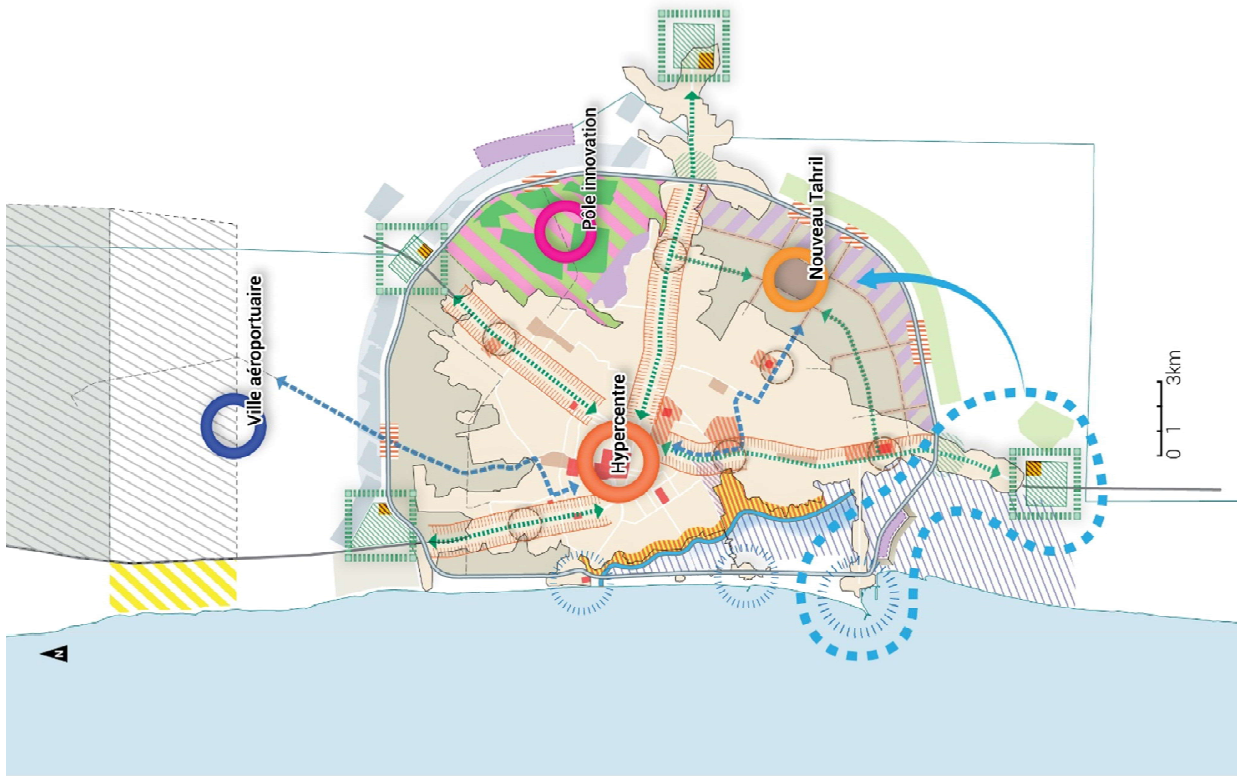 Ville aéroportuaire
Pôle innovation
Hypercentre
Nouveau Tahril
N
0 1 3km